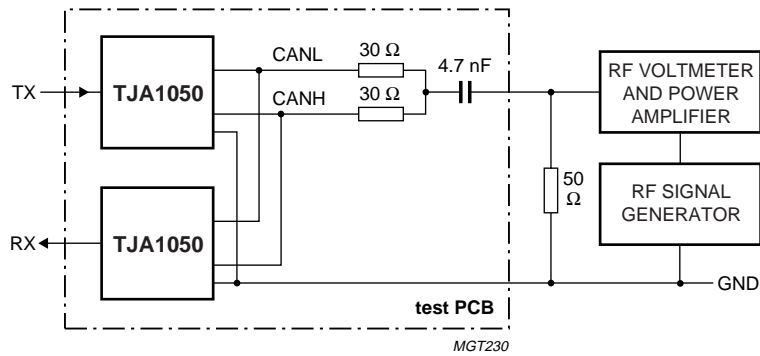 TX
TJA1050
CANL
CANH
30 Ω
30 Ω
4.7 nF
RF VOLTMETER
AND POWER
AMPLIFIER
50
Ω
RF SIGNAL
GENERATOR
RX
TJA1050
GND
test PCB
MGT230